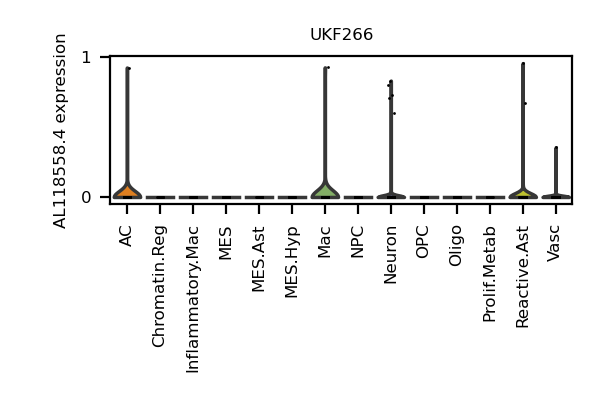 UKF266
AL118558.4 expression
1
0
AC
Chromatin.Reg
Inflammatory.Mac
MES
MES.Ast
MES.Hyp
Mac
NPC
Neuron
OPC
Oligo
Prolif.Metab
Reactive.Ast
Vasc